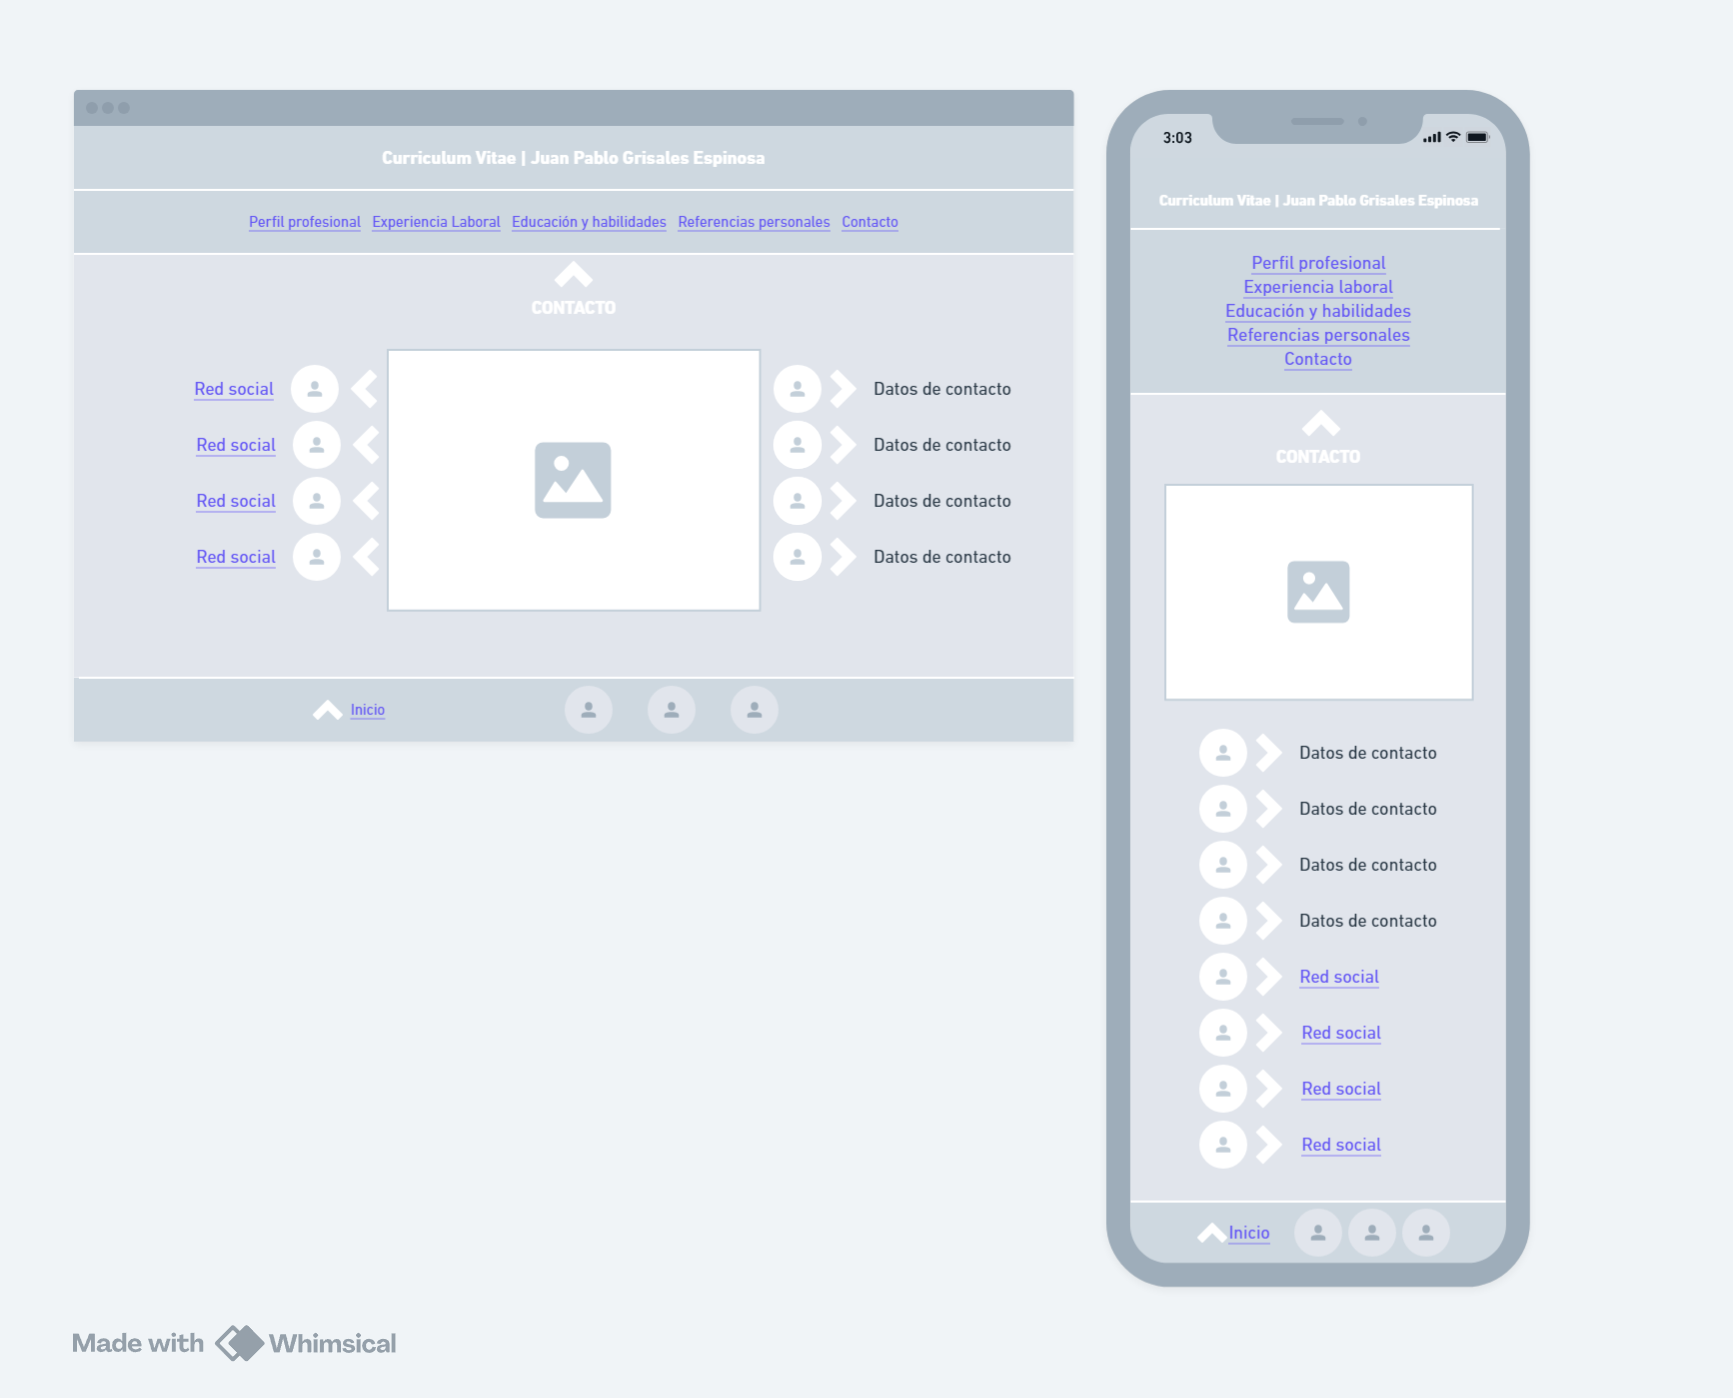 Curriculum Vitae | Juan Pablo Grisales Espinosa
Perfil profesional Experiencia Laboral Educación y habilidades Referencias personales Contacto
CONTACTO
Red social
Red social
Red social
Red social
Datos de contacto
Datos de contacto
Datos de contacto
Datos de contacto
Inicio
3:03
Curriculum Vitae | Juan Pablo Grisales Espinosa
Perfil profesional
Experiencia laboral
Educación y habilidades
Referencias personales
Contacto
CONTACTO
Datos de contacto
Datos de contacto
Datos de contacto
Datos de contacto
Red social
Red social
Red social
Red social
Inicio
Made with Whimsical